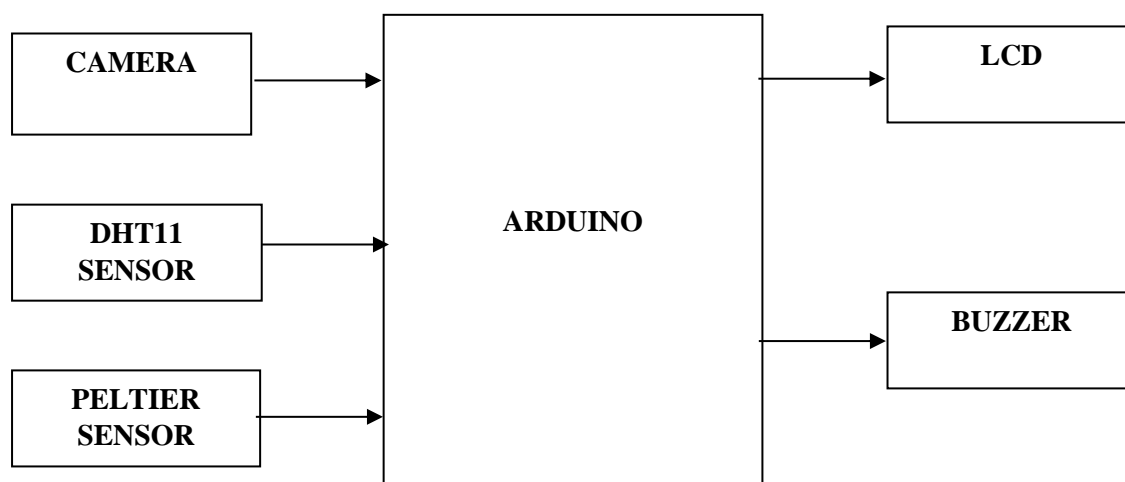 CAMERA
LCD
DHT11
SENSOR
ARDUINO
BUZZER
PELTIER
SENSOR